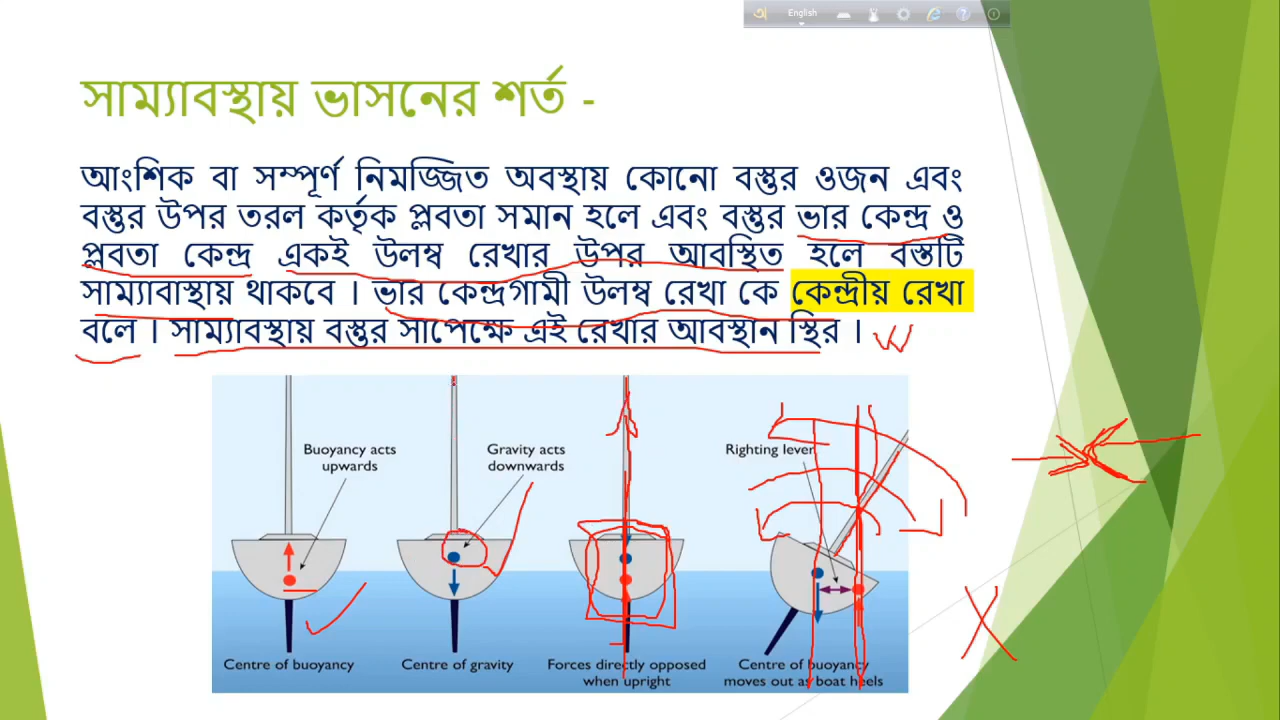 English
সাম্যাবস্থায় ভাসনের শর্ত -
আংশিক বা সম্পূর্ণ নিমজ্জিত অবস্থায় কোনো বস্তুর ওজন এবং
বস্তুর উপর তরল কর্তৃক প্লবতা সমান হলে এবং বস্তুর ভার কেন্দ্র ও
প্লবতা কেন্দ্র একই উলম্ব রেখার উপর আবস্থিত হলে বস্তুটি
সাম্যাবাস্থায় থাকবে । ভার কেন্দ্রগামী উলম্ব রেখা কে কেন্দ্রীয় রেখা
বলে । সাম্যাবস্থায় বস্তুর সাপেক্ষে এই রেখার আবস্থান স্থির ।
Buoyancy acts
upwards
Gravity acts
downwards
Righting lever
Centre of buoyancy
Centre of gravity
Forces directly opposed
when upright
Centre of buoyancy
moves out as boat heels